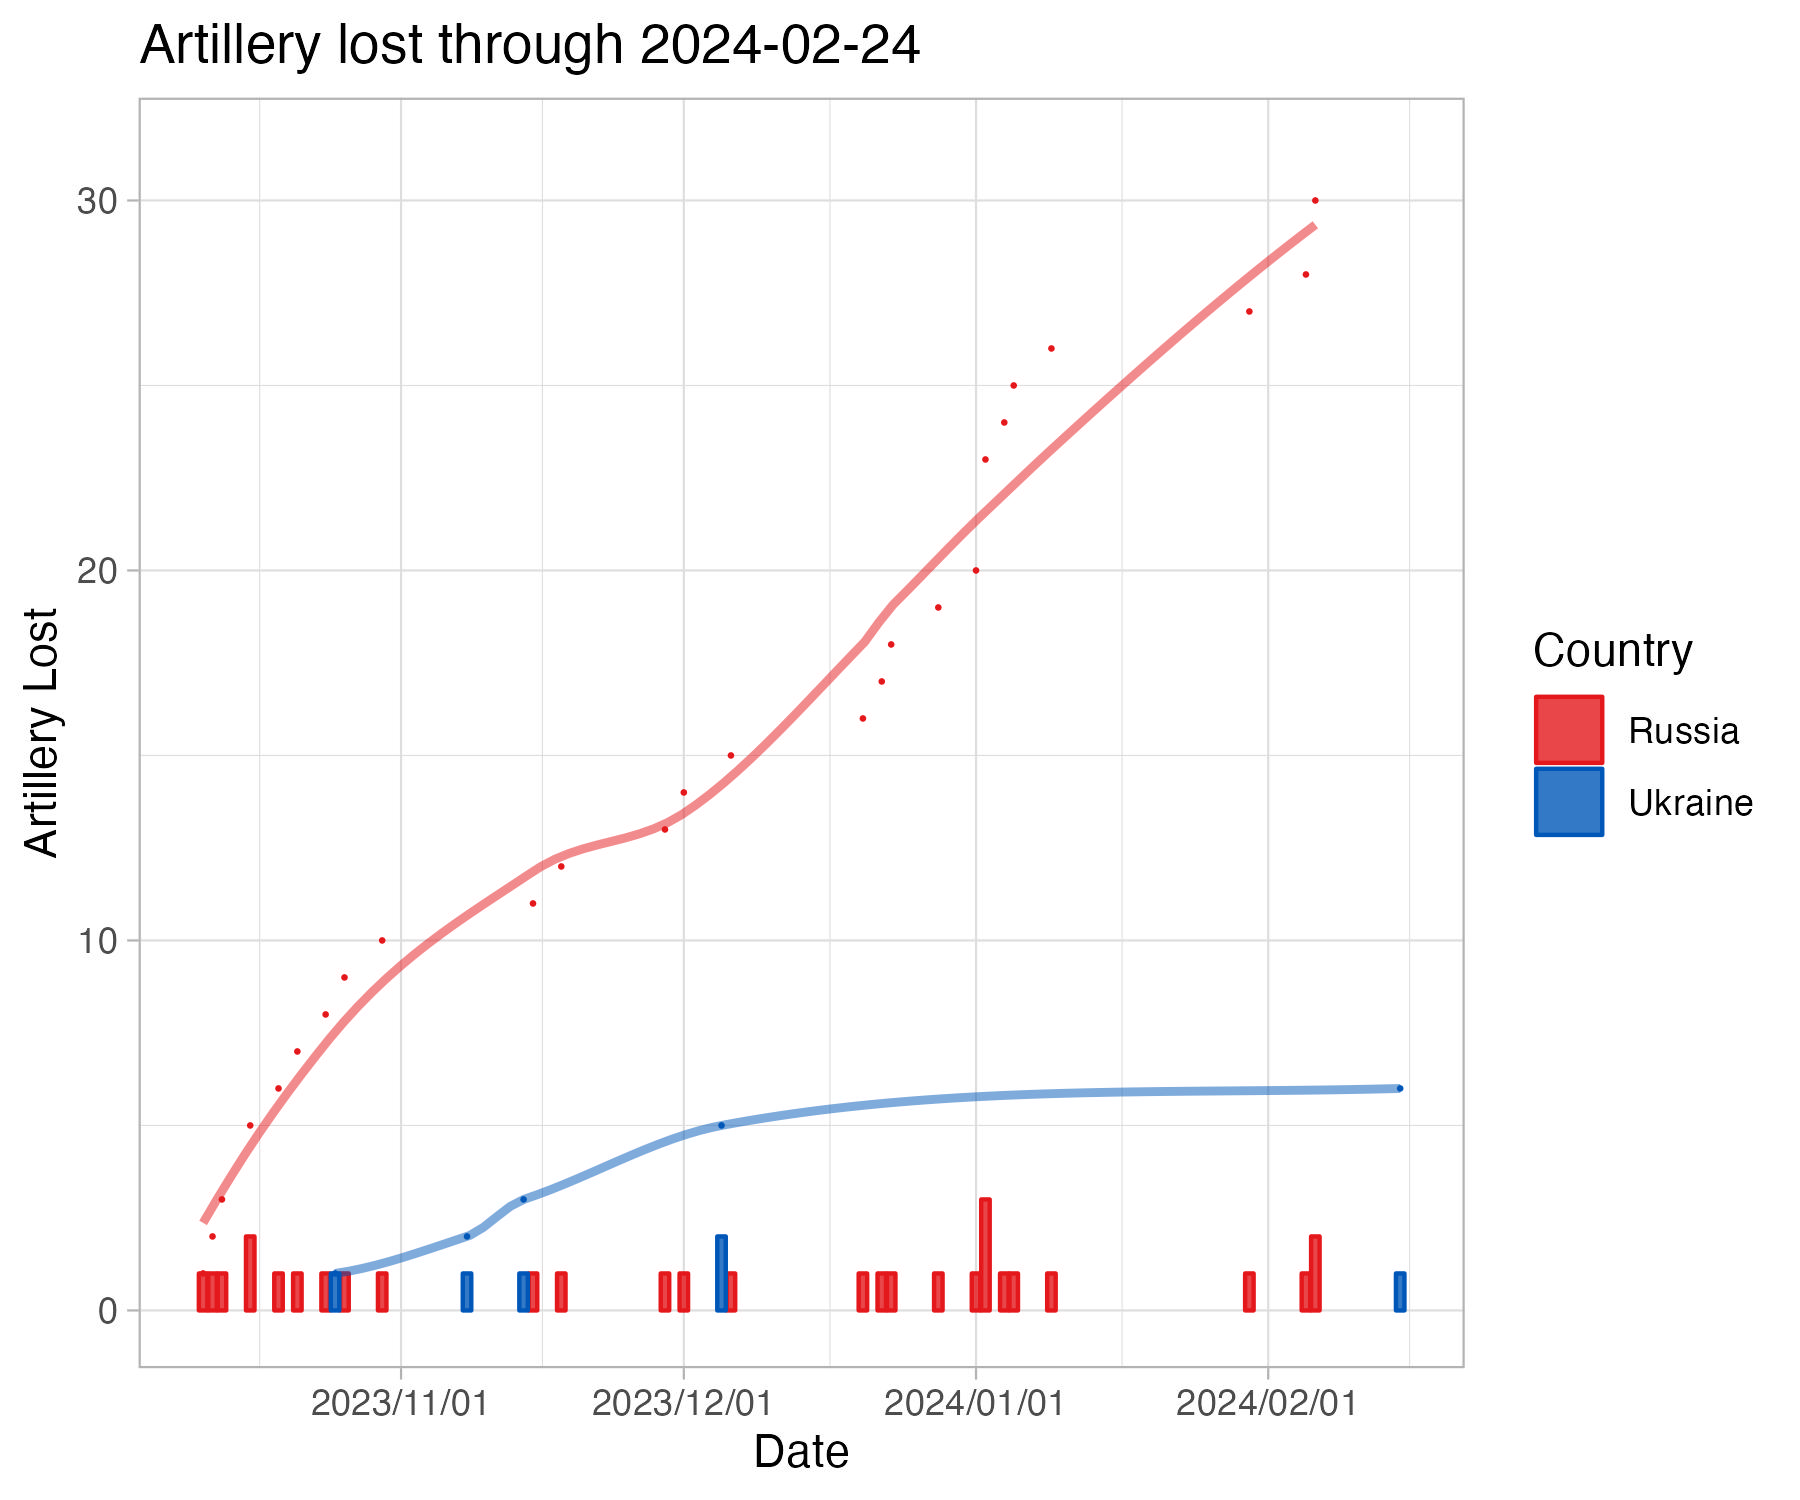 Artillery lost through 2024-02-24
Artillery Lost
30
20
10
0
2023/11/01
2023/12/01
2024/01/01
2024/02/01
Date
Country
Russia
Ukraine